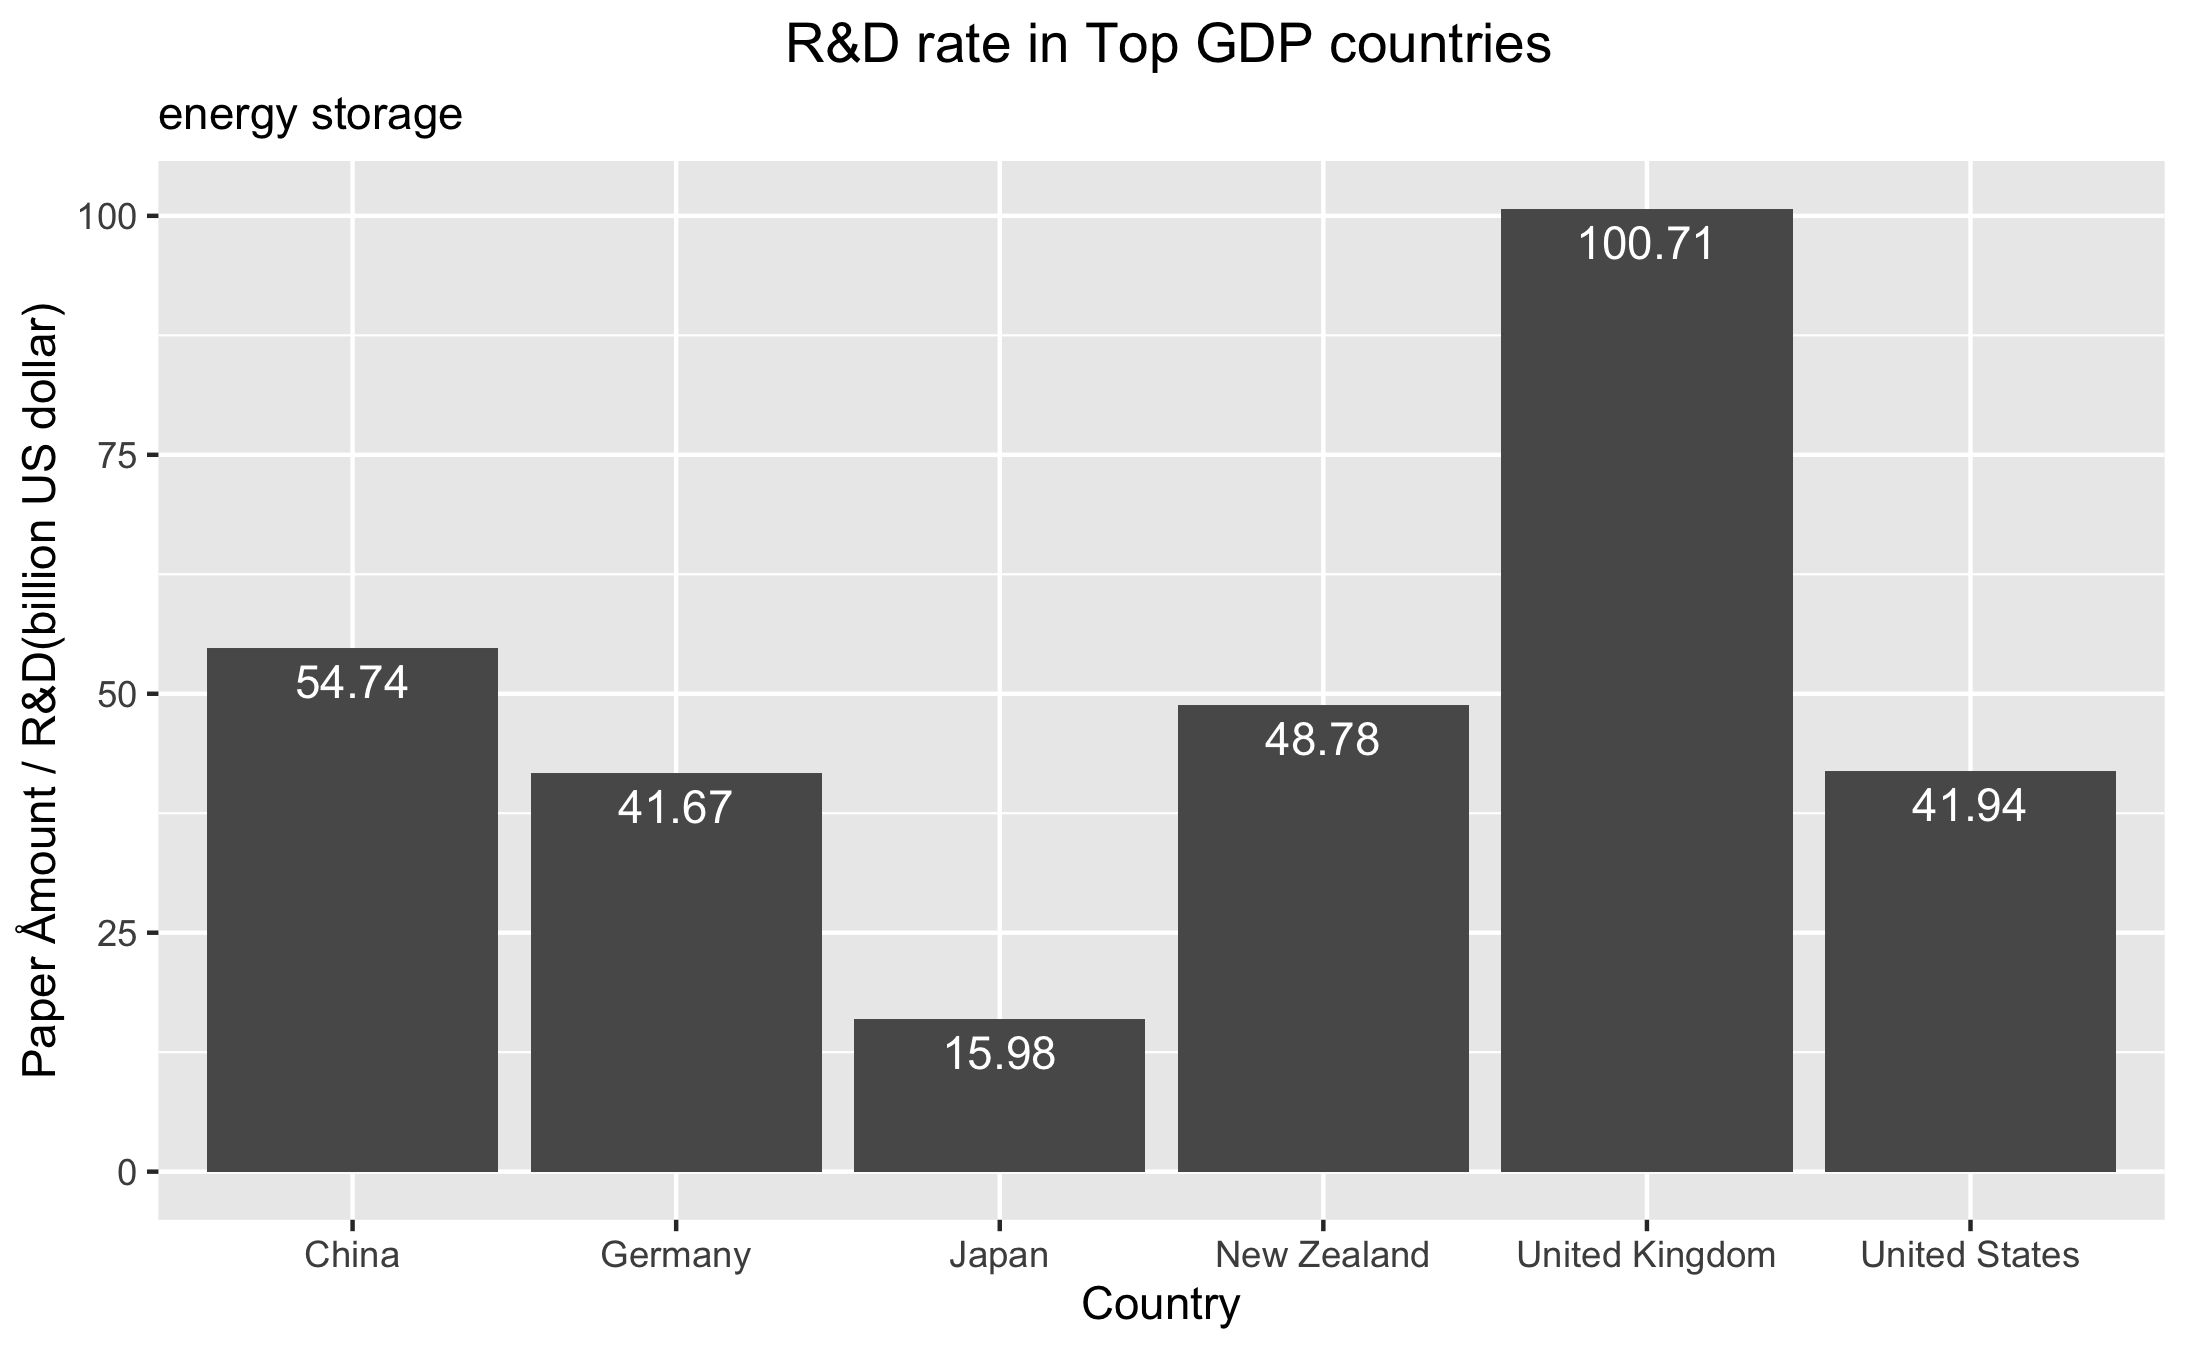 R&D rate in Top GDP countries
energy storage
Paper Åmount / R&D(billion US dollar)
100
75
50
25
0
54.74
41.67
15.98
48.78
100.71
41.94
China
Germany
Japan
New Zealand
United Kingdom
United States
Country